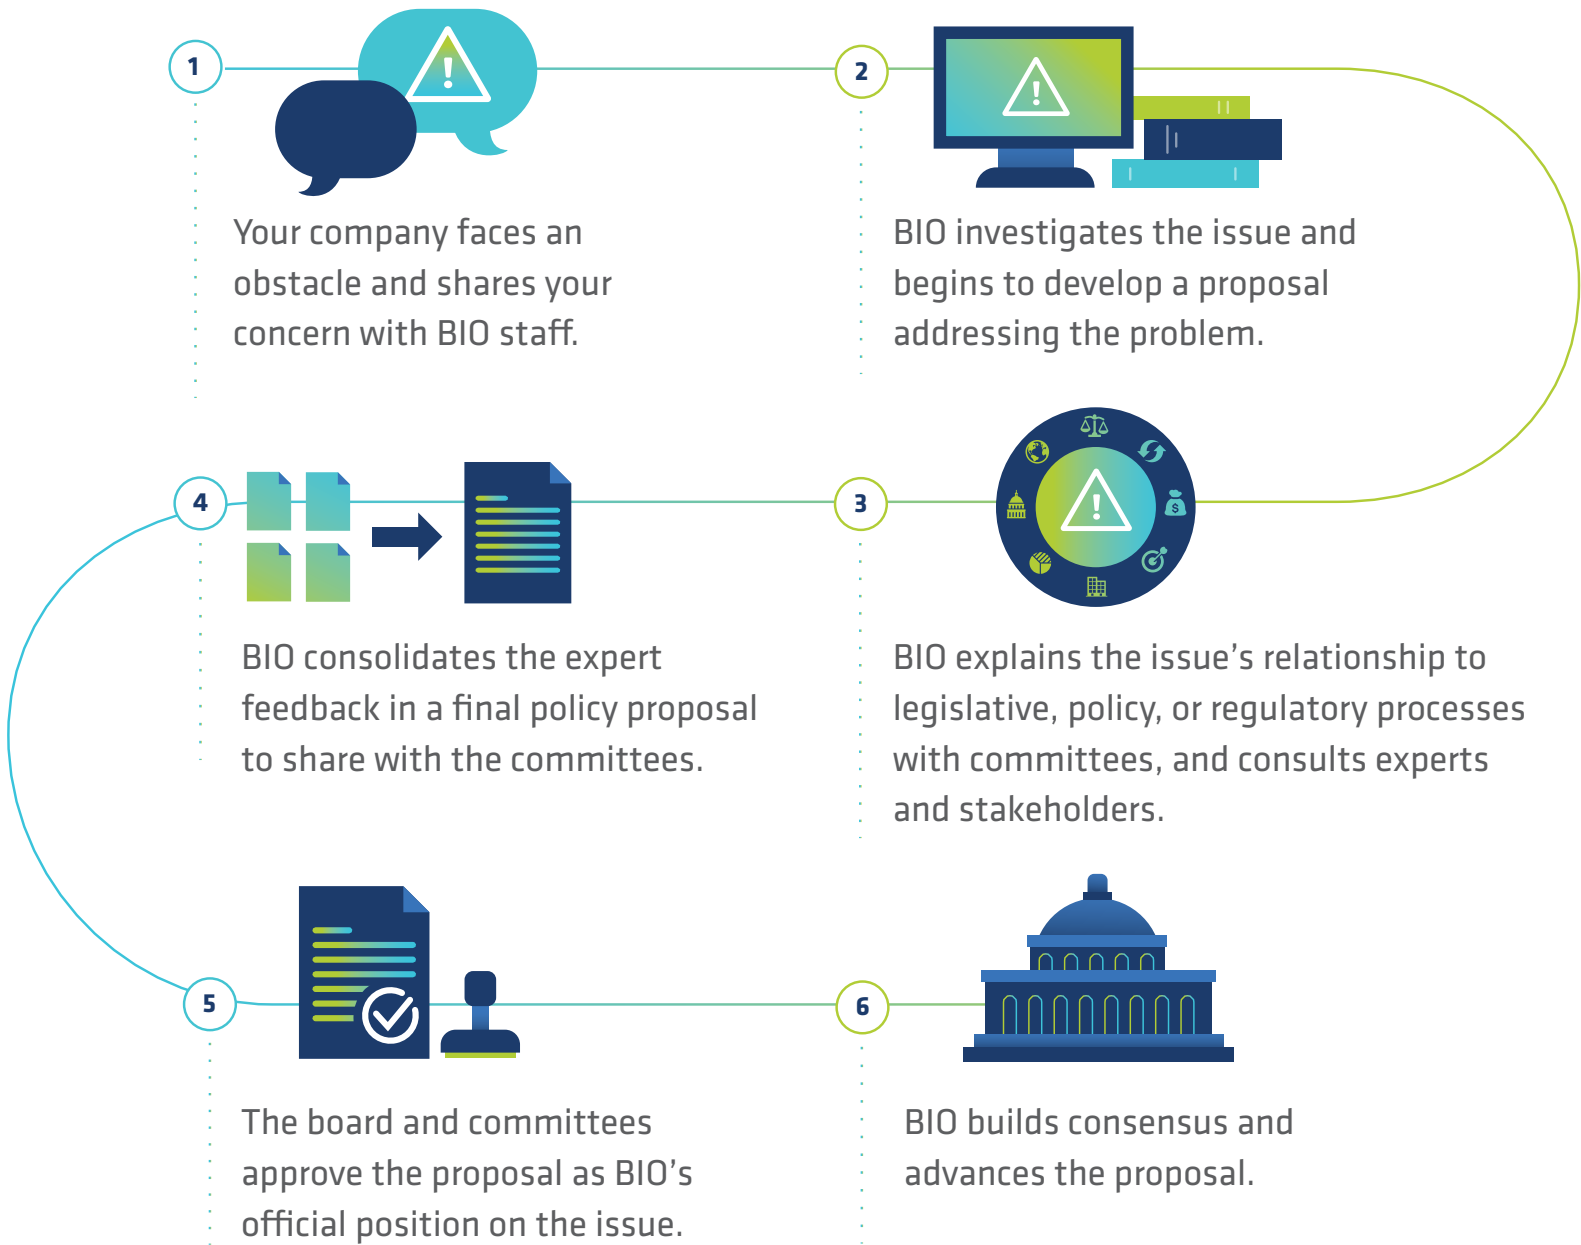 1
Your company faces an
obstacle and shares your
concern with BIO staff.
2
BIO investigates the issue and
begins to develop a proposal
addressing the problem.
3
$
BIO explains the issue’s relationship to
legislative, policy, or regulatory processes
with committees, and consults experts
and stakeholders.
4
BIO consolidates the expert
feedback in a final policy proposal
to share with the committees.
5
The board and committees
approve the proposal as BIO’s
official position on the issue.
6
BIO builds consensus and
advances the proposal.